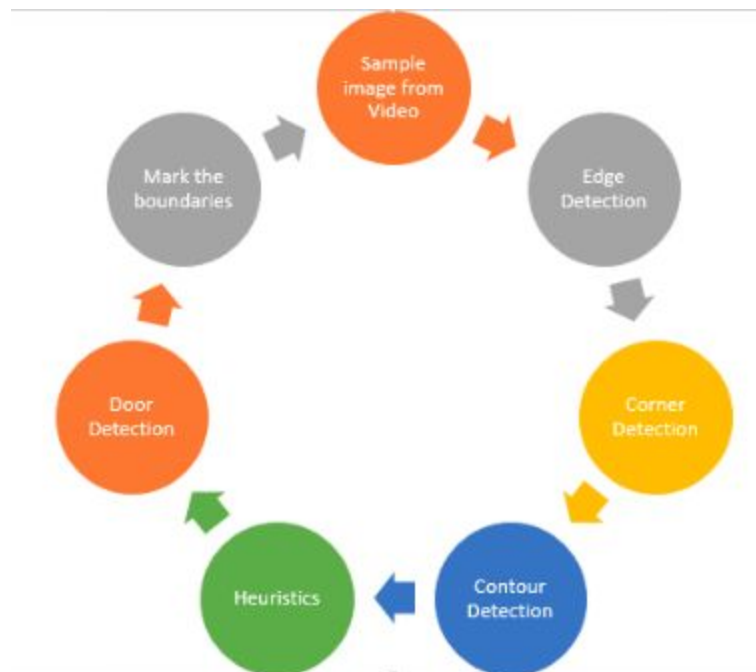 Sample
image from
Video
Edge
Detection
Corner
Detection
Contour
Detection
Heuristics
Door
Detection
Mark the
boundaries